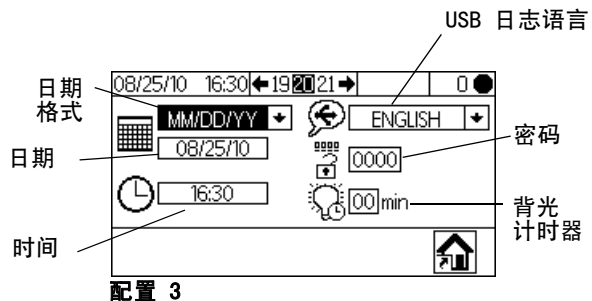 USB 日志语言
08/25/10 16:30 19 20 21 0
日期
格式
MM/DD/YY
ENGLISH
日期
08/25/10
0000
密码
时间
16:30
00 min
背光
计时器
配置 3